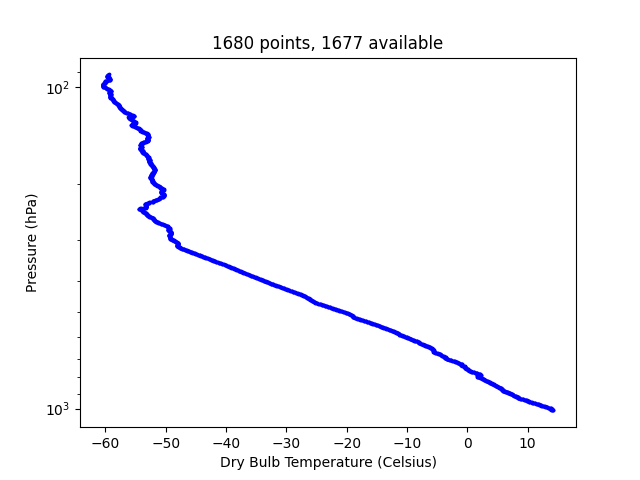 1680 points, 1677 available
Pressure (hPa)
10²
10³
−60 −50 −40 −30 −20 −10 0 10
Dry Bulb Temperature (Celsius)